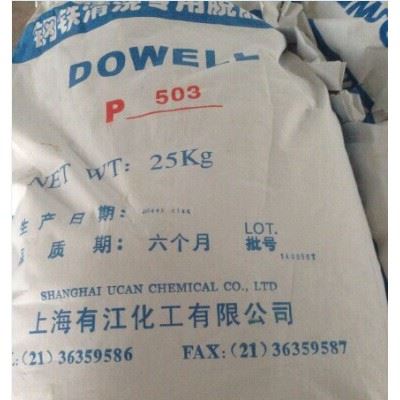 钢铁清洗专用脱脂
DOWELL
P 503
NET WT: 25Kg
生产日期:
保质期: 六个月
LOT.
批号
SHANGHAI UCAN CHEMICAL CO., LTD
上海有江化工有限公司
L: (21) 36359586 FAX: (21) 36359587